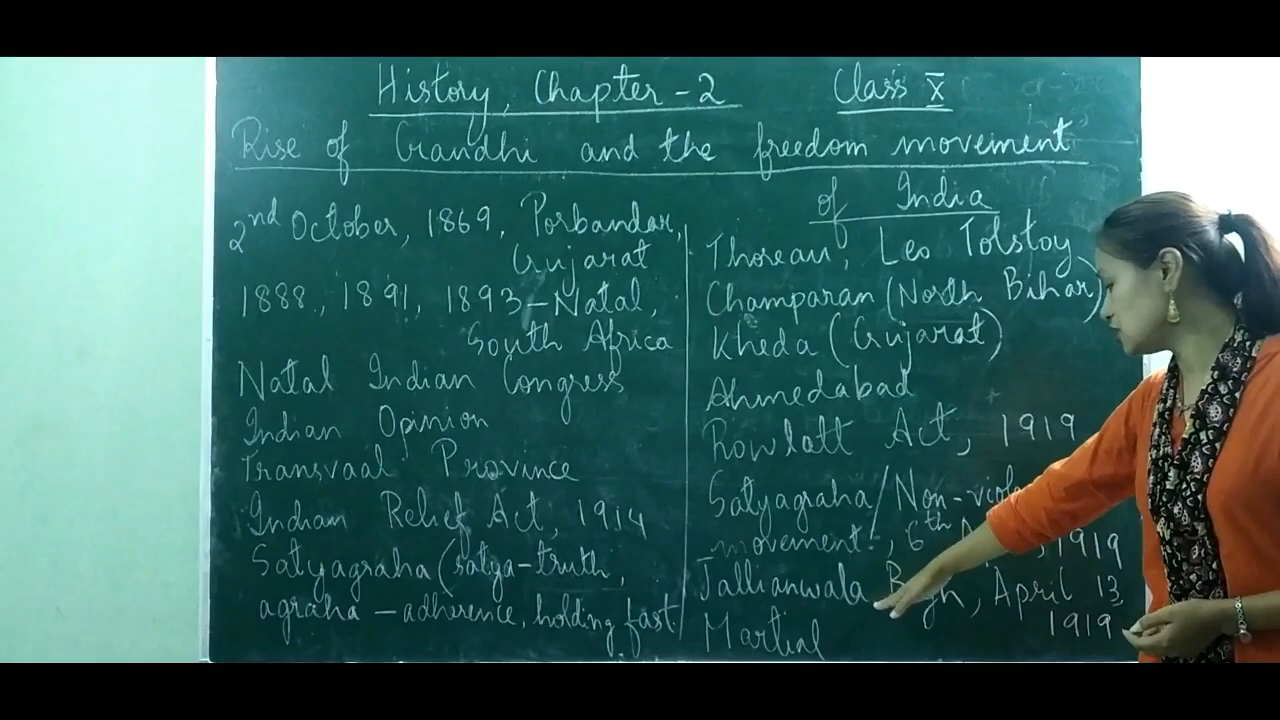 History, Chapter - 2 Class X
Rise of Gandhi and the freedom movement
of India
2nd October, 1869, Porbandar,
Gujarat
1888, 1891, 1893 - Natal,
South Africa
Natal Indian Congress
Indian Opinion
Transvaal Province
Indian Relief Act, 1914
Satyagraha (satya - truth,
agraha - adherence, holding fast
Thoreau, Leo Tolstoy
Champaran (North Bihar)
Kheda (Gujarat)
Ahmedabad
Rowlatt Act, 1919
Satyagraha / Non-viol
movement, 6th A , 1919
Jallianwala B gh, April 13,
1919
Martial